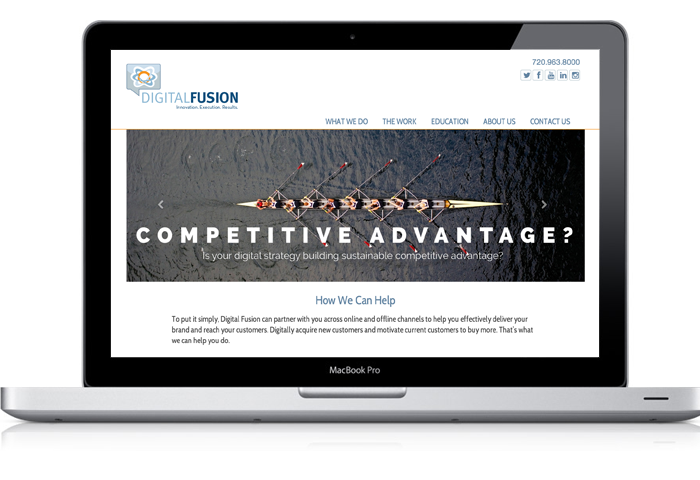 720.963.8000
DIGITALFUSION
Innovation. Execution. Results.
WHAT WE DO THE WORK EDUCATION ABOUT US CONTACT US
COMPETITIVE ADVANTAGE?
Is your digital strategy building sustainable competitive advantage?
How We Can Help
To put it simply, Digital Fusion can partner with you across online and offline channels to help you effectively deliver your
brand and reach your customers. Digitally acquire new customers and motivate current customers to buy more. That's what
we can help you do.
MacBook Pro